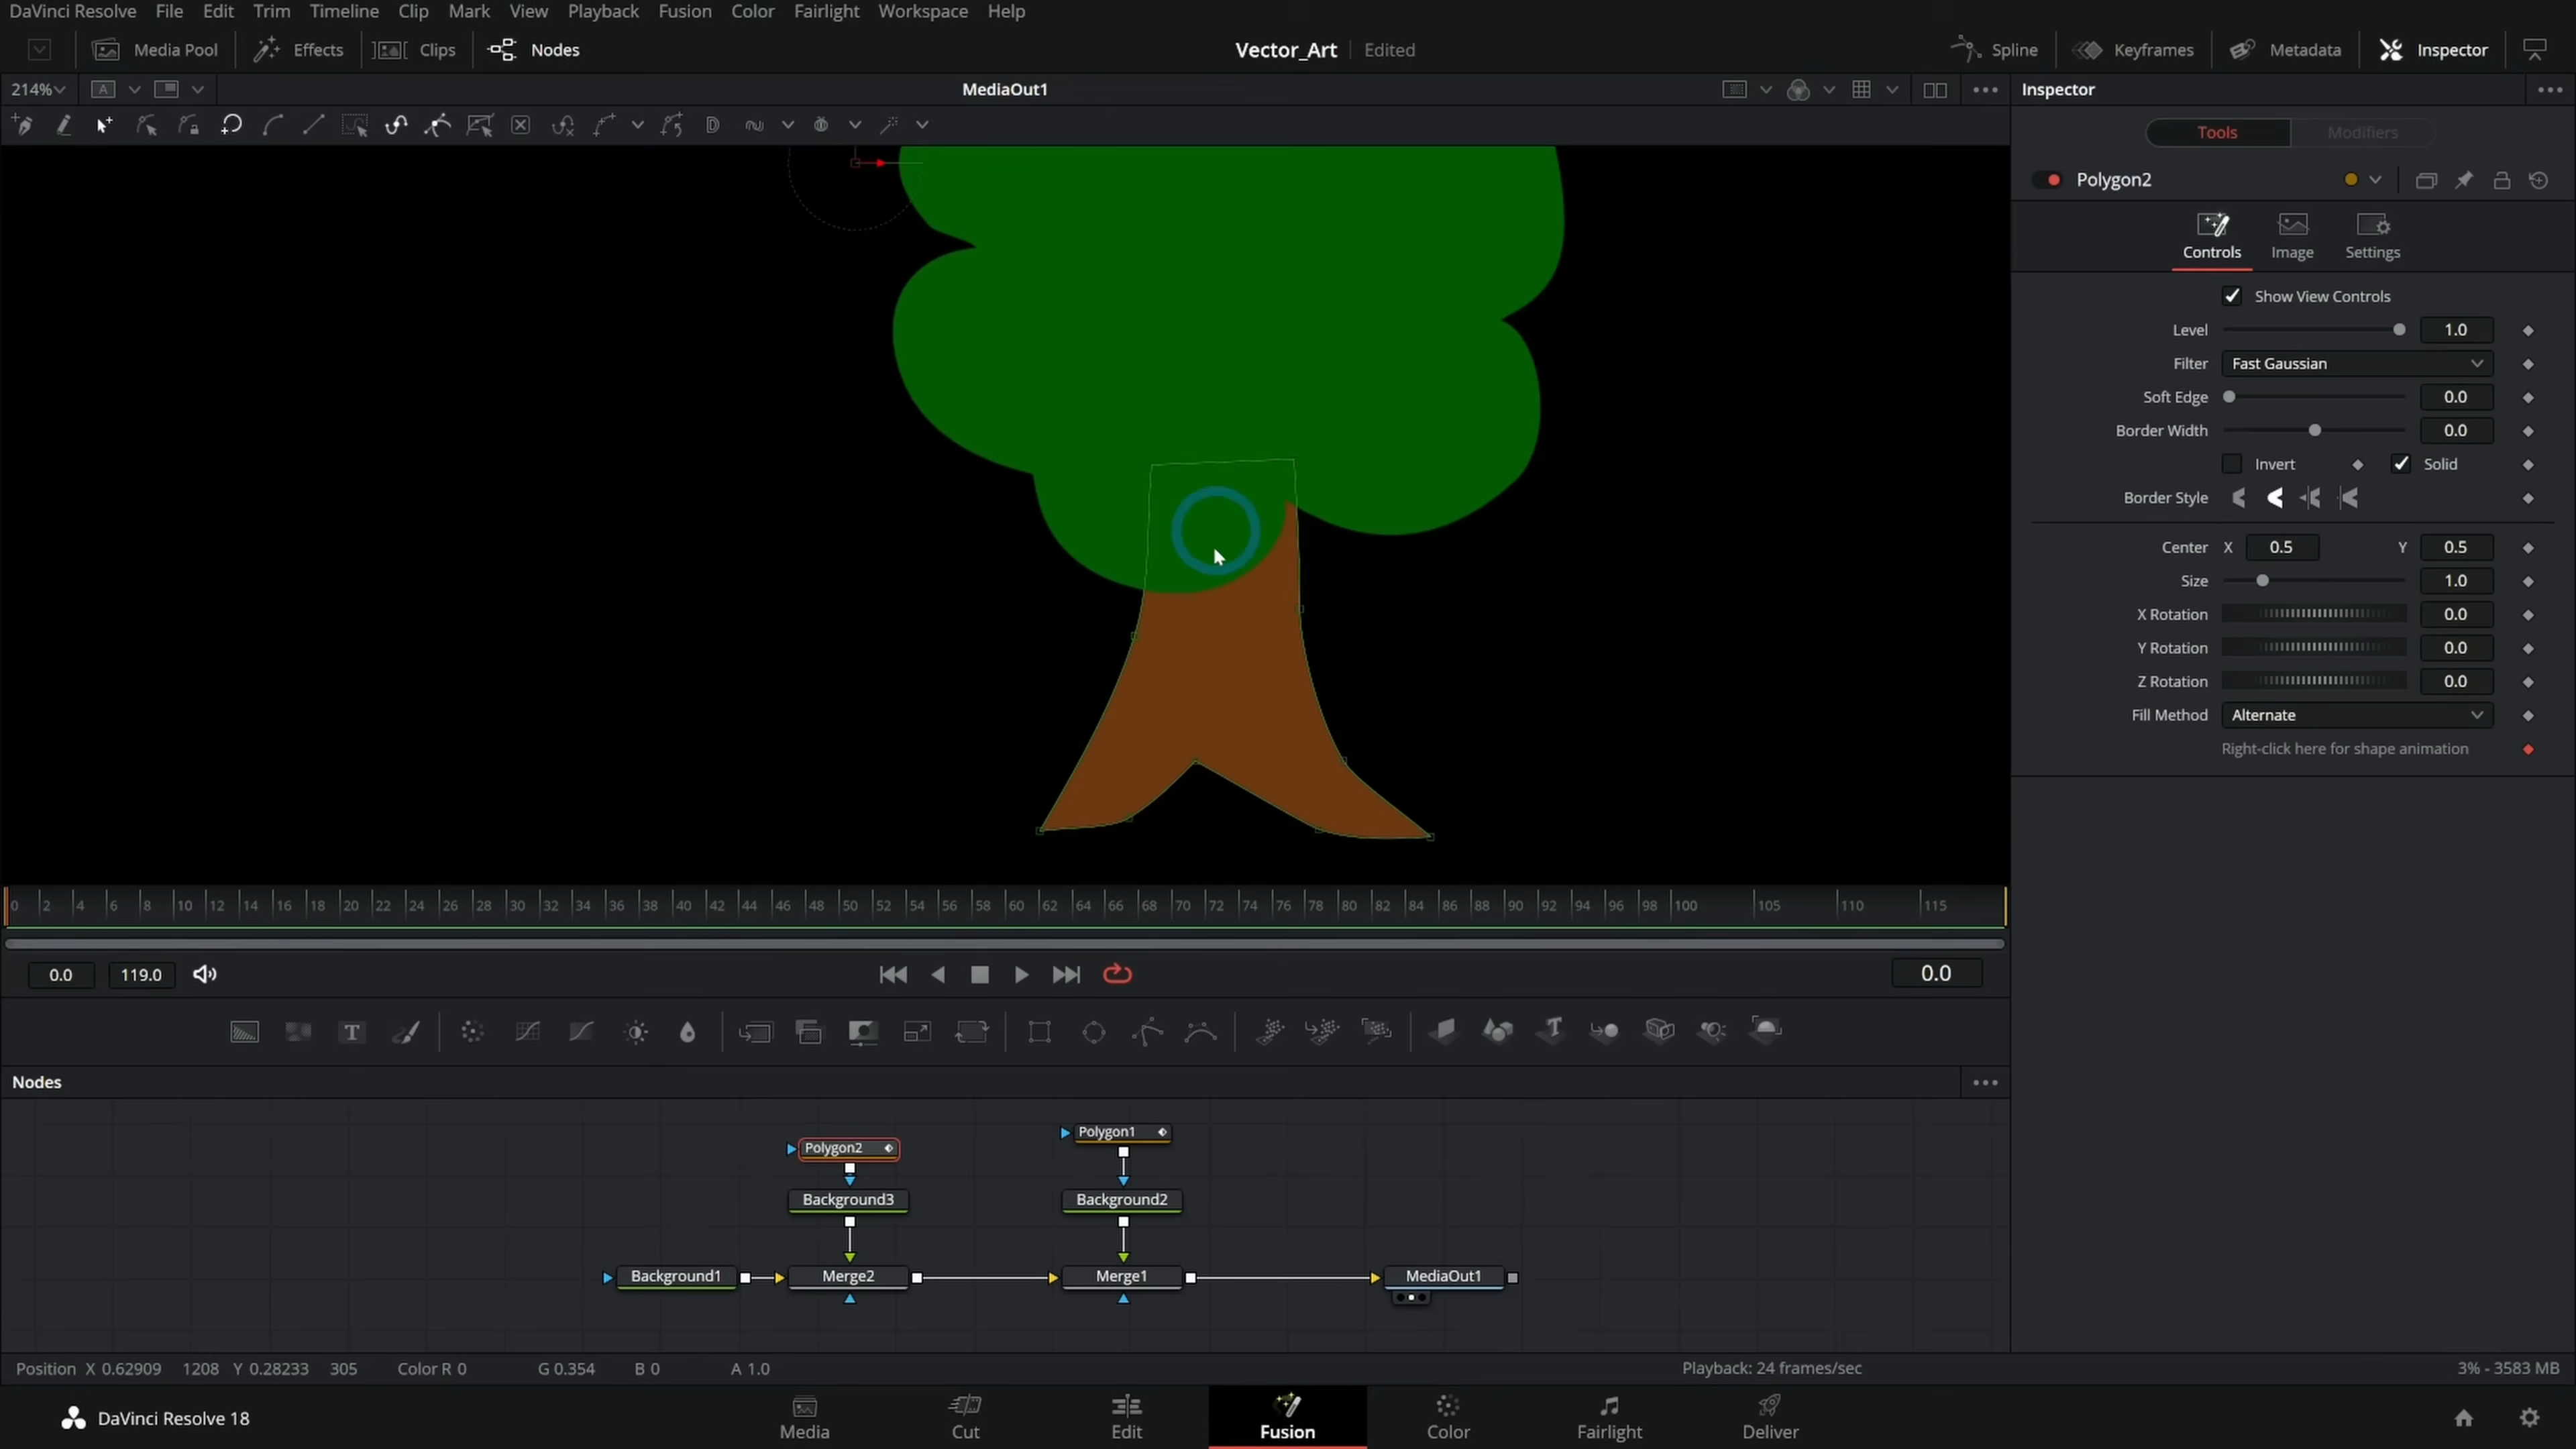 DaVinci Resolve File Edit Trim Timeline Clip Mark View Playback Fusion Color Fairlight Workspace Help
Media Pool Effects Clips Nodes Vector_Art Edited Spline Keyframes Metadata Inspector
214% A MediaOut1 Inspector
Tools Modifiers
Polygon2
Controls Image Settings
Show View Controls
Level 1.0
Filter Fast Gaussian
Soft Edge 0.0
Border Width 0.0
Invert Solid
Border Style
Center X 0.5 Y 0.5
Size 1.0
X Rotation 0.0
Y Rotation 0.0
Z Rotation 0.0
Fill Method Alternate
Right-click here for shape animation
0 2 4 6 8 10 12 14 16 18 20 22 24 26 28 30 32 34 36 38 40 42 44 46 48 50 52 54 56 58 60 62 64 66 68 70 72 74 76 78 80 82 84 86 88 90 92 94 96 98 100 105 110 115
0.0 119.0 0.0
Nodes
Polygon2 Polygon1
Background3 Background2
Background1 Merge2 Merge1 MediaOut1
Position X 0.62909 1208 Y 0.28233 305 Color R 0 G 0.354 B 0 A 1.0 Playback: 24 frames/sec 3% - 3583 MB
DaVinci Resolve 18 Media Cut Edit Fusion Color Fairlight Deliver